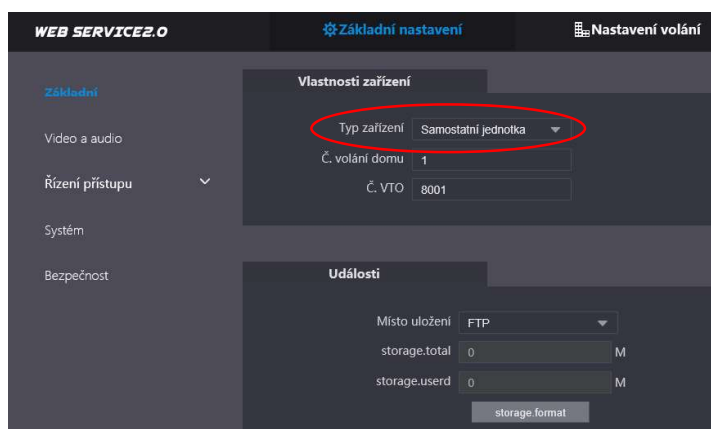 WEB SERVICE2.0
Základní nastavení
Nastavení volání
Základní
Video a audio
Řízení přístupu
Systém
Bezpečnost
Vlastnosti zařízení
Typ zařízení Samostatní jednotka
Č. volání domu 1
Č. VTO 8001
Události
Místo uložení FTP
storage.total 0 M
storage.userd 0 M
storage.format